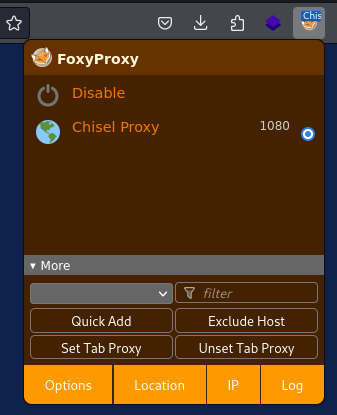 Chis
FoxyProxy
Disable
Chisel Proxy 1080
▾ More
filter
Quick Add Exclude Host
Set Tab Proxy Unset Tab Proxy
Options Location IP Log